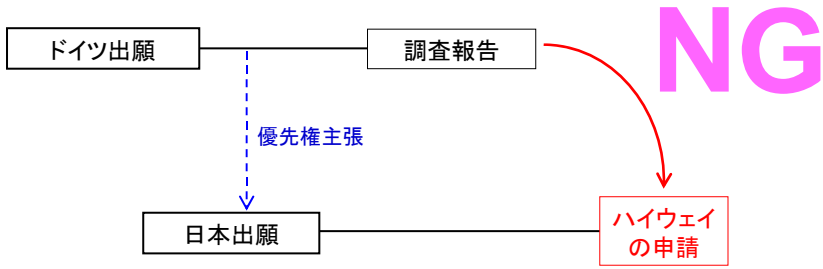 NG
ドイツ出願
調査報告
優先権主張
日本出願
ハイウェイ
の申請